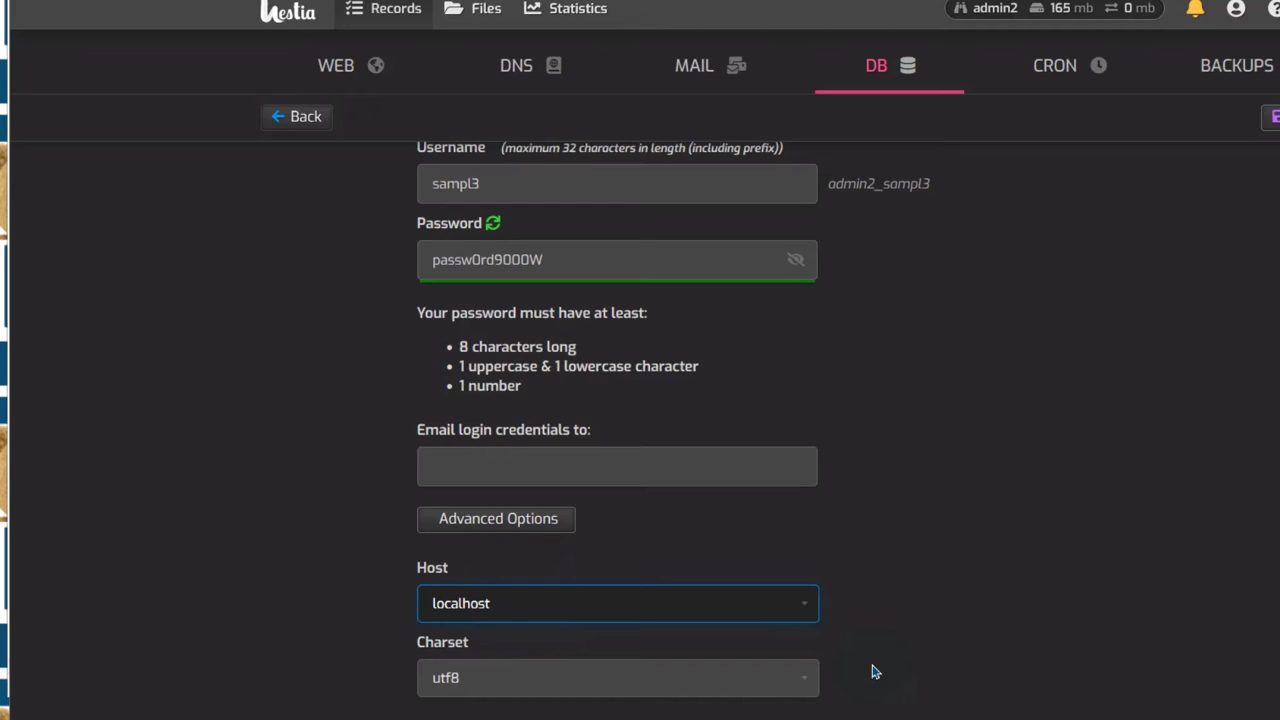 Hestia Records Files Statistics admin2 165 mb 0 mb
WEB DNS MAIL DB CRON BACKUPS
Back
Username (maximum 32 characters in length (including prefix))
sampl3 admin2_sampl3
Password
passw0rd9000W
Your password must have at least:
• 8 characters long
• 1 uppercase & 1 lowercase character
• 1 number
Email login credentials to:
Advanced Options
Host
localhost
Charset
utf8